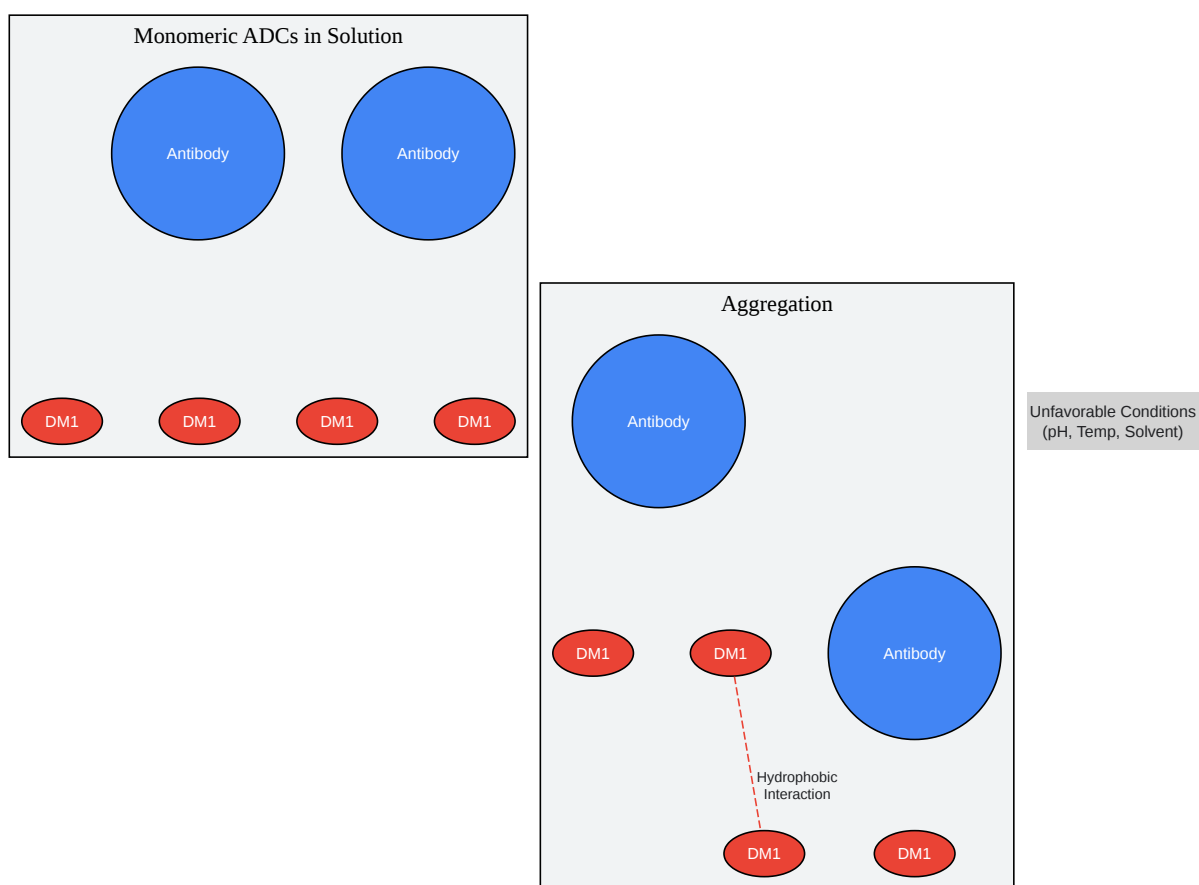 Monomeric ADCs in Solution
Antibody
Antibody
DM1
DM1
DM1
DM1
Aggregation
Antibody
DM1
DM1
Antibody
Hydrophobic
Interaction
DM1
DM1
Unfavorable Conditions
(pH, Temp, Solvent)